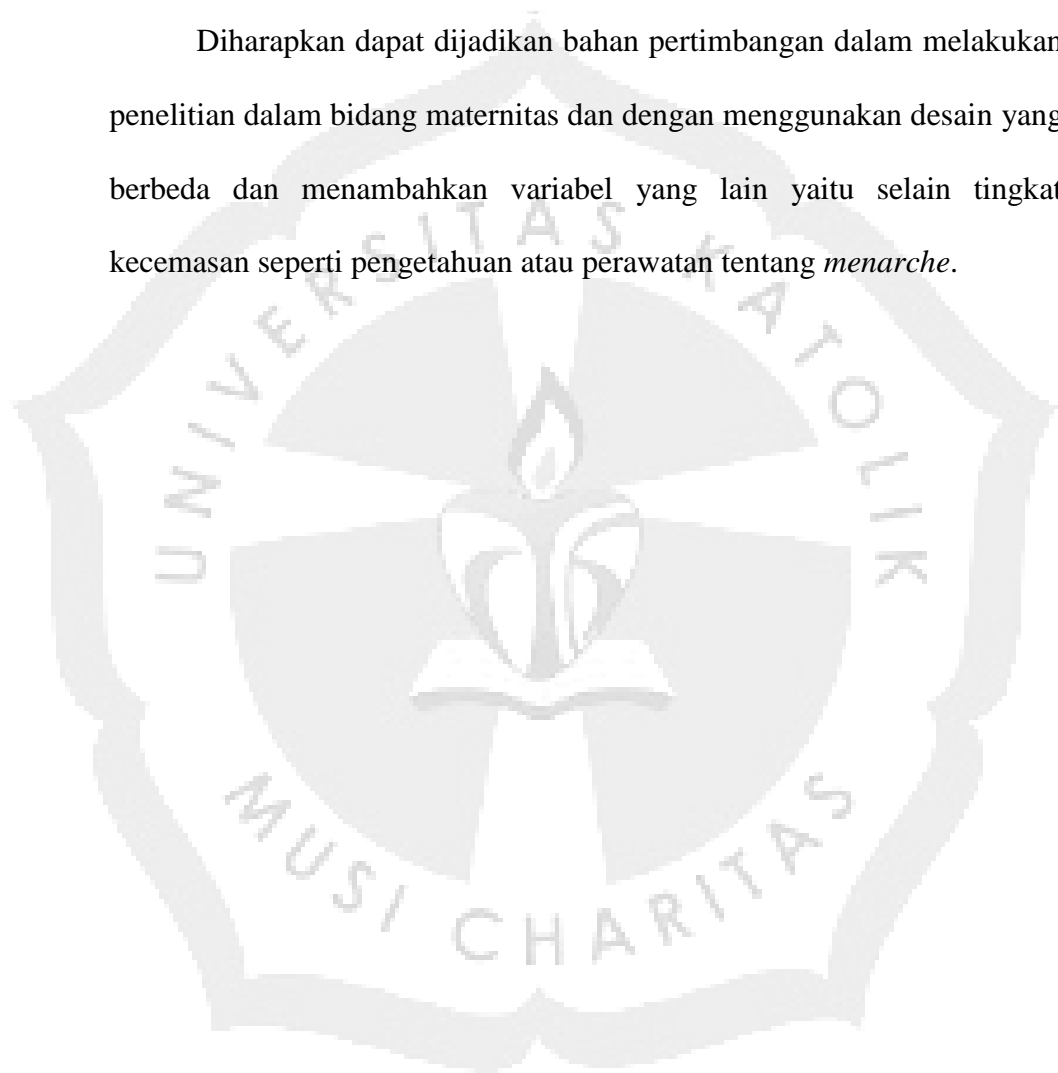 Diharapkan dapat dijadikan bahan pertimbangan dalam melakukan
penelitian dalam bidang maternitas dan dengan menggunakan desain yang
berbeda dan menambahkan variabel yang lain yaitu selain tingkat
kecemasan seperti pengetahuan atau perawatan tentang menarche.
UNIVERSITAS KATOLIK
MUSI CHARITAS